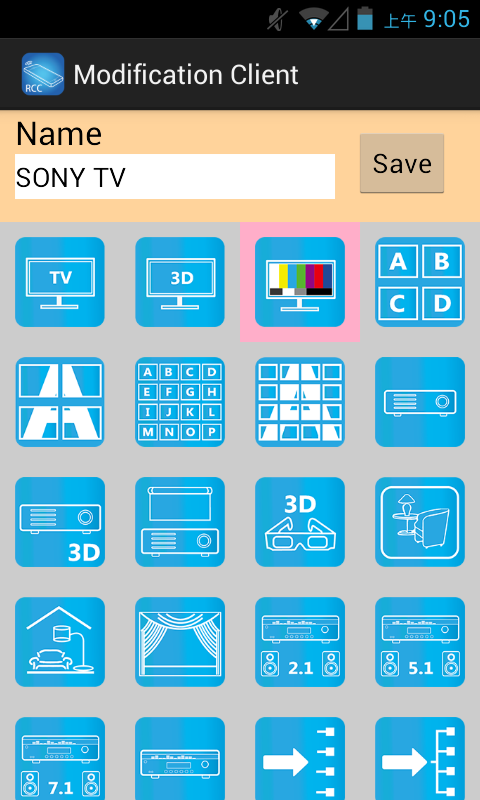 上午 9:05
RCC
Modification Client
Name
SONY TV
Save
TV
3D
A B
C D
A B C D
E F G H
I J K L
M N O P
3D
3D
2.1
5.1
7.1